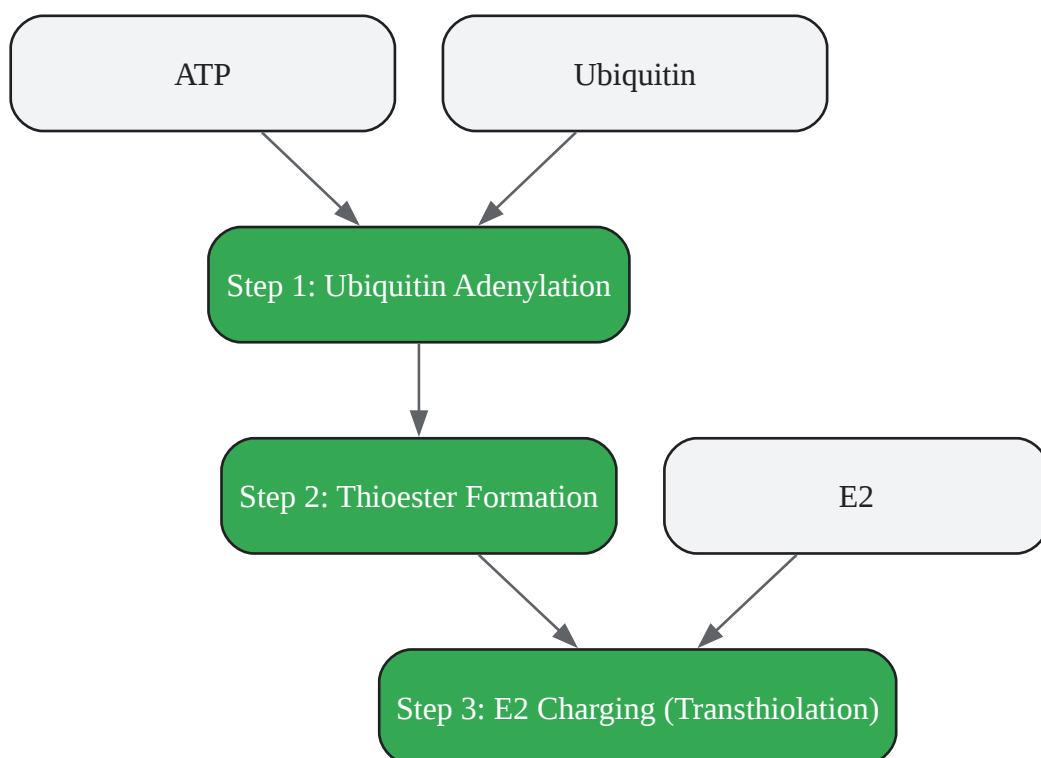 ATP
Ubiquitin
Step 1: Ubiquitin Adenylation
Step 2: Thioester Formation
E2
Step 3: E2 Charging (Transthiolation)